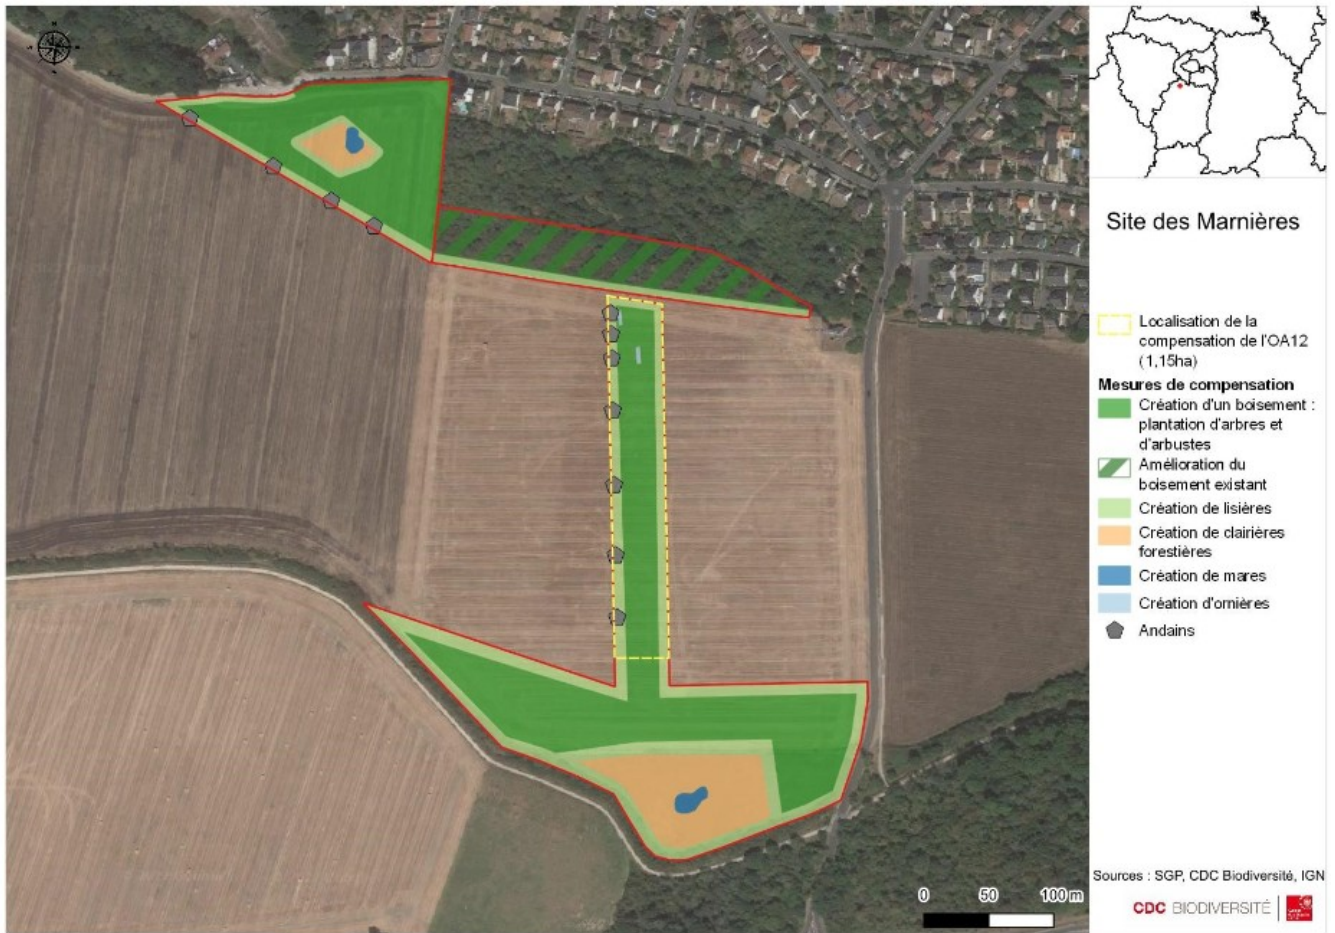 N
Site des Marnières
Localisation de la
compensation de l'OA12
(1,15ha)
Mesures de compensation
Création d'un boisement :
plantation d'arbres et
d'arbustes
Amélioration du
boisement existant
Création de lisières
Création de clairières
forestières
Création de mares
Création d'ornières
Andains
0 50 100 m
Sources : SGP, CDC Biodiversité, IGN
CDC BIODIVERSITÉ